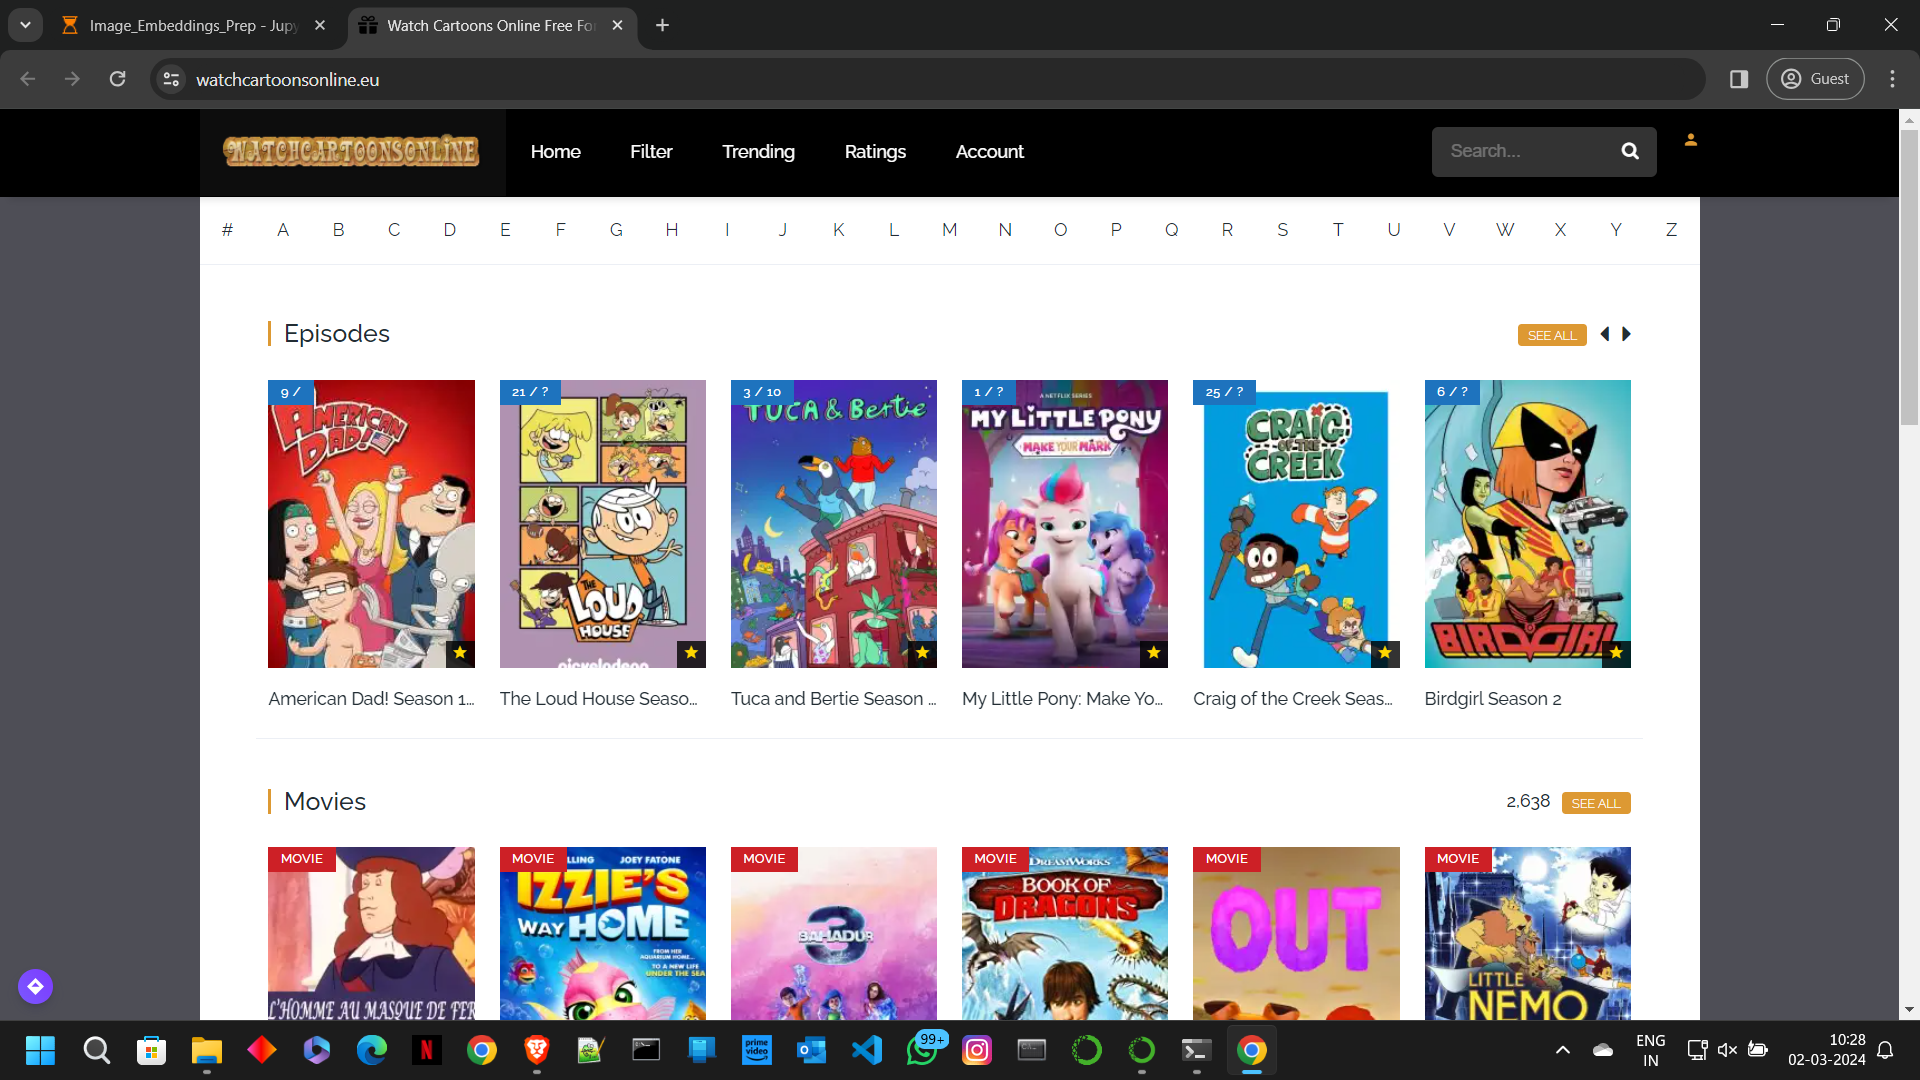 Image_Embeddings_Prep - Jupy
Watch Cartoons Online Free For
watchcartoonsonline.eu
Guest
WATCHCARTOONSONLINE
Home
Filter
Trending
Ratings
Account
Search...
# A B C D E F G H I J K L M N O P Q R S T U V W X Y Z
Episodes
SEE ALL
9 /
21 / ?
3 / 10
1 / ?
25 / ?
6 / ?
AMERICAN
DAD!
THE
LOUD
HOUSE
nickelodeon
TUCA & BERTIE
A NETFLIX SERIES
MY LITTLE PONY
MAKE YOUR MARK
CRAIG
OF THE
CREEK
BIRDGIRL
American Dad! Season 1...
The Loud House Seaso...
Tuca and Bertie Season ...
My Little Pony: Make Yo...
Craig of the Creek Seas...
Birdgirl Season 2
Movies
2,638
SEE ALL
MOVIE
MOVIE
MOVIE
MOVIE
MOVIE
MOVIE
L'HOMME AU MASQUE DE FER
LLING JOEY FATONE
IZZIE'S
WAY HOME
FROM HER
AQUARIUM HOME...
TO A NEW LIFE
UNDER THE SEA
3
BAHADUR
DREAMWORKS
BOOK OF
DRAGONS
OUT
LITTLE
NEMO
prime
video
99+
ENG
IN
10:28
02-03-2024